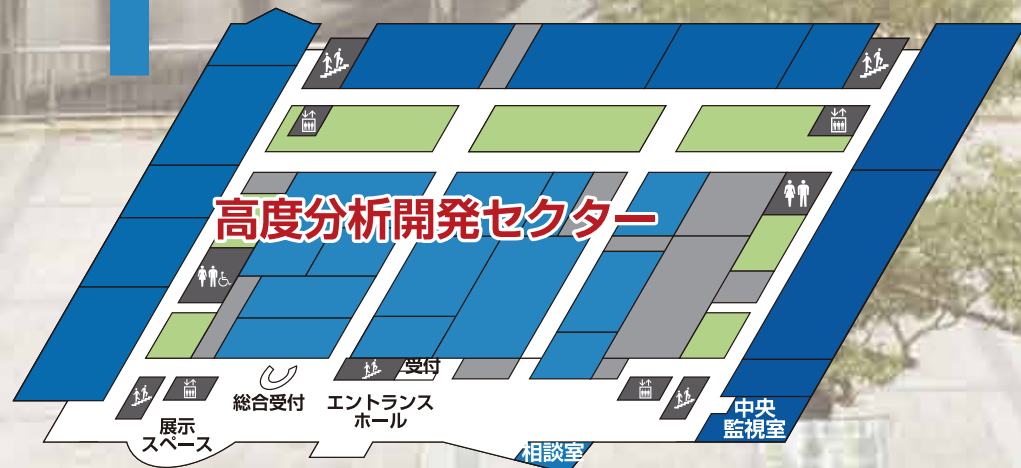 高度分析開発セクター
受付
総合受付
エントランス
ホール
展示
スペース
中央
監視室
相談室